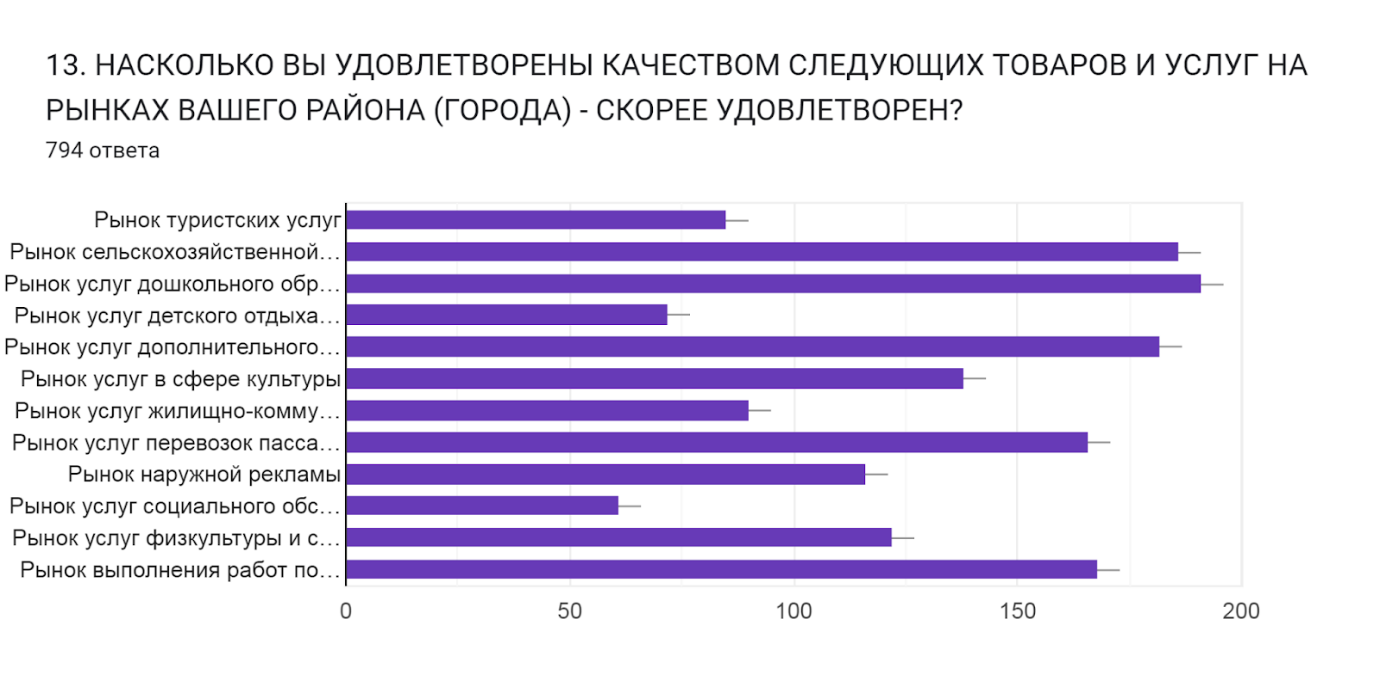 13. НАСКОЛЬКО ВЫ УДОВЛЕТВОРЕНЫ КАЧЕСТВОМ СЛЕДУЮЩИХ ТОВАРОВ И УСЛУГ НА
РЫНКАХ ВАШЕГО РАЙОНА (ГОРОДА) - СКОРЕЕ УДОВЛЕТВОРЕН?
794 ответа
Рынок туристских услуг
Рынок сельскохозяйственной…
Рынок услуг дошкольного обр…
Рынок услуг детского отдыха…
Рынок услуг дополнительного…
Рынок услуг в сфере культуры
Рынок услуг жилищно-комму…
Рынок услуг перевозок пасса…
Рынок наружной рекламы
Рынок услуг социального обс…
Рынок услуг физкультуры и с…
Рынок выполнения работ по…
0 50 100 150 200